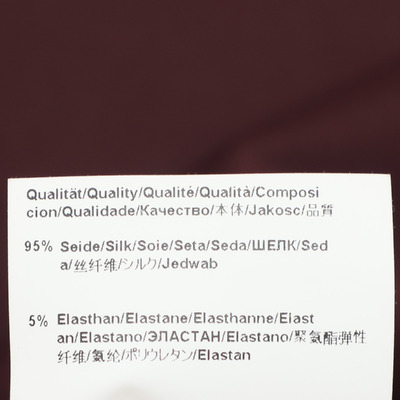 Qualität/Quality/Qualité/Qualità/Composi
cion/Qualidade/Качество/本体/Jakosc/品質
95% Seide/Silk/Soie/Seta/Seda/ШЕЛК/Sed
a/丝纤维/シルク/Jedwab
5% Elasthan/Elastane/Elasthanne/Elast
an/Elastano/ЭЛАСТАН/Elastano/聚氨酯弹性
纤维/氨纶/ポリウレタン/Elastan